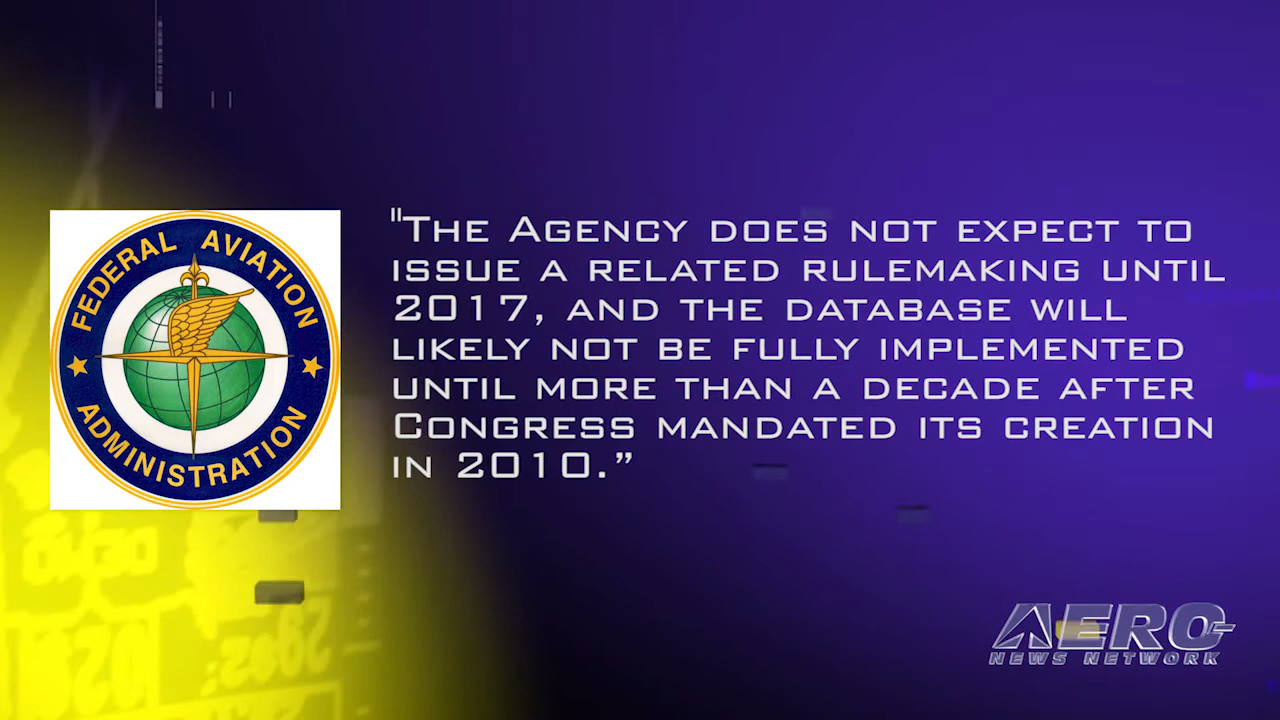 FEDERAL AVIATION
ADMINISTRATION
"The Agency does not expect to
issue a related rulemaking until
2017, and the database will
likely not be fully implemented
until more than a decade after
Congress mandated its creation
in 2010.”
AERO
NEWS NETWORK